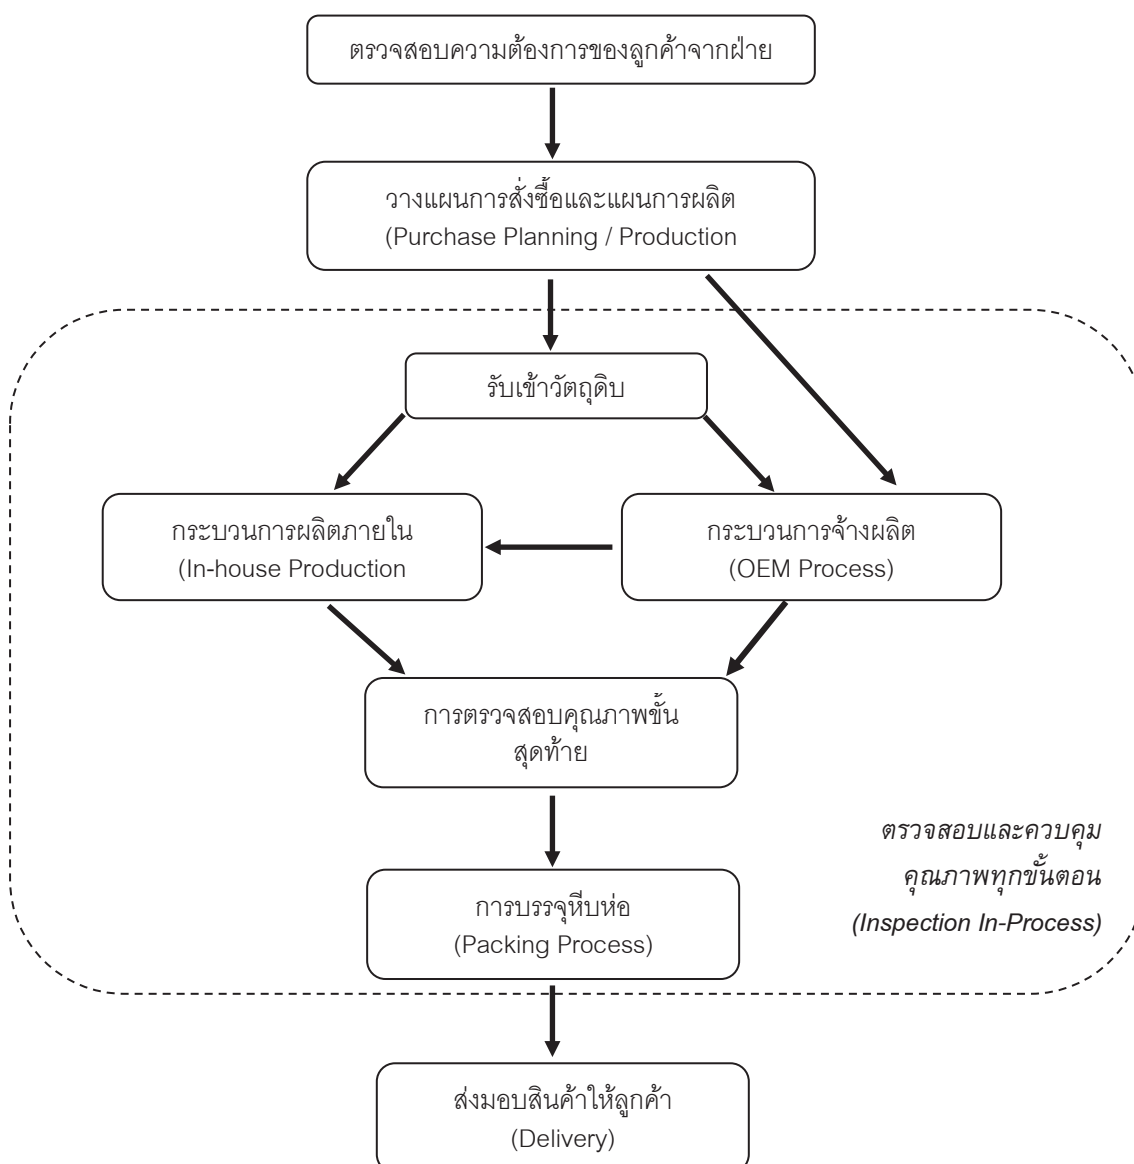 ตรวจสอบความต้องการของลูกค้าจากฝ่าย
วางแผนการสั่งซื้อและแผนการผลิต
(Purchase Planning / Production
รับเข้าวัตถุดิบ
กระบวนการผลิตภายใน
(In-house Production
กระบวนการจ้างผลิต
(OEM Process)
การตรวจสอบคุณภาพขั้น
สุดท้าย
ตรวจสอบและควบคุม
คุณภาพทุกขั้นตอน
(Inspection In-Process)
การบรรจุหีบห่อ
(Packing Process)
ส่งมอบสินค้าให้ลูกค้า
(Delivery)